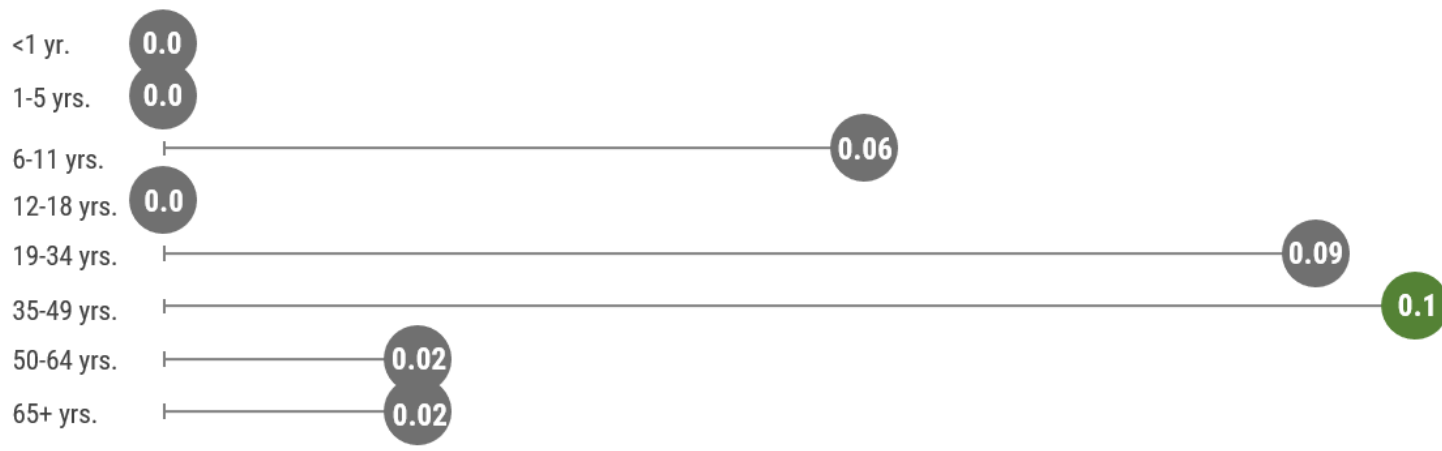 <1 yr. 0.0
1-5 yrs. 0.0
6-11 yrs. 0.06
12-18 yrs. 0.0
19-34 yrs. 0.09
35-49 yrs. 0.1
50-64 yrs. 0.02
65+ yrs. 0.02